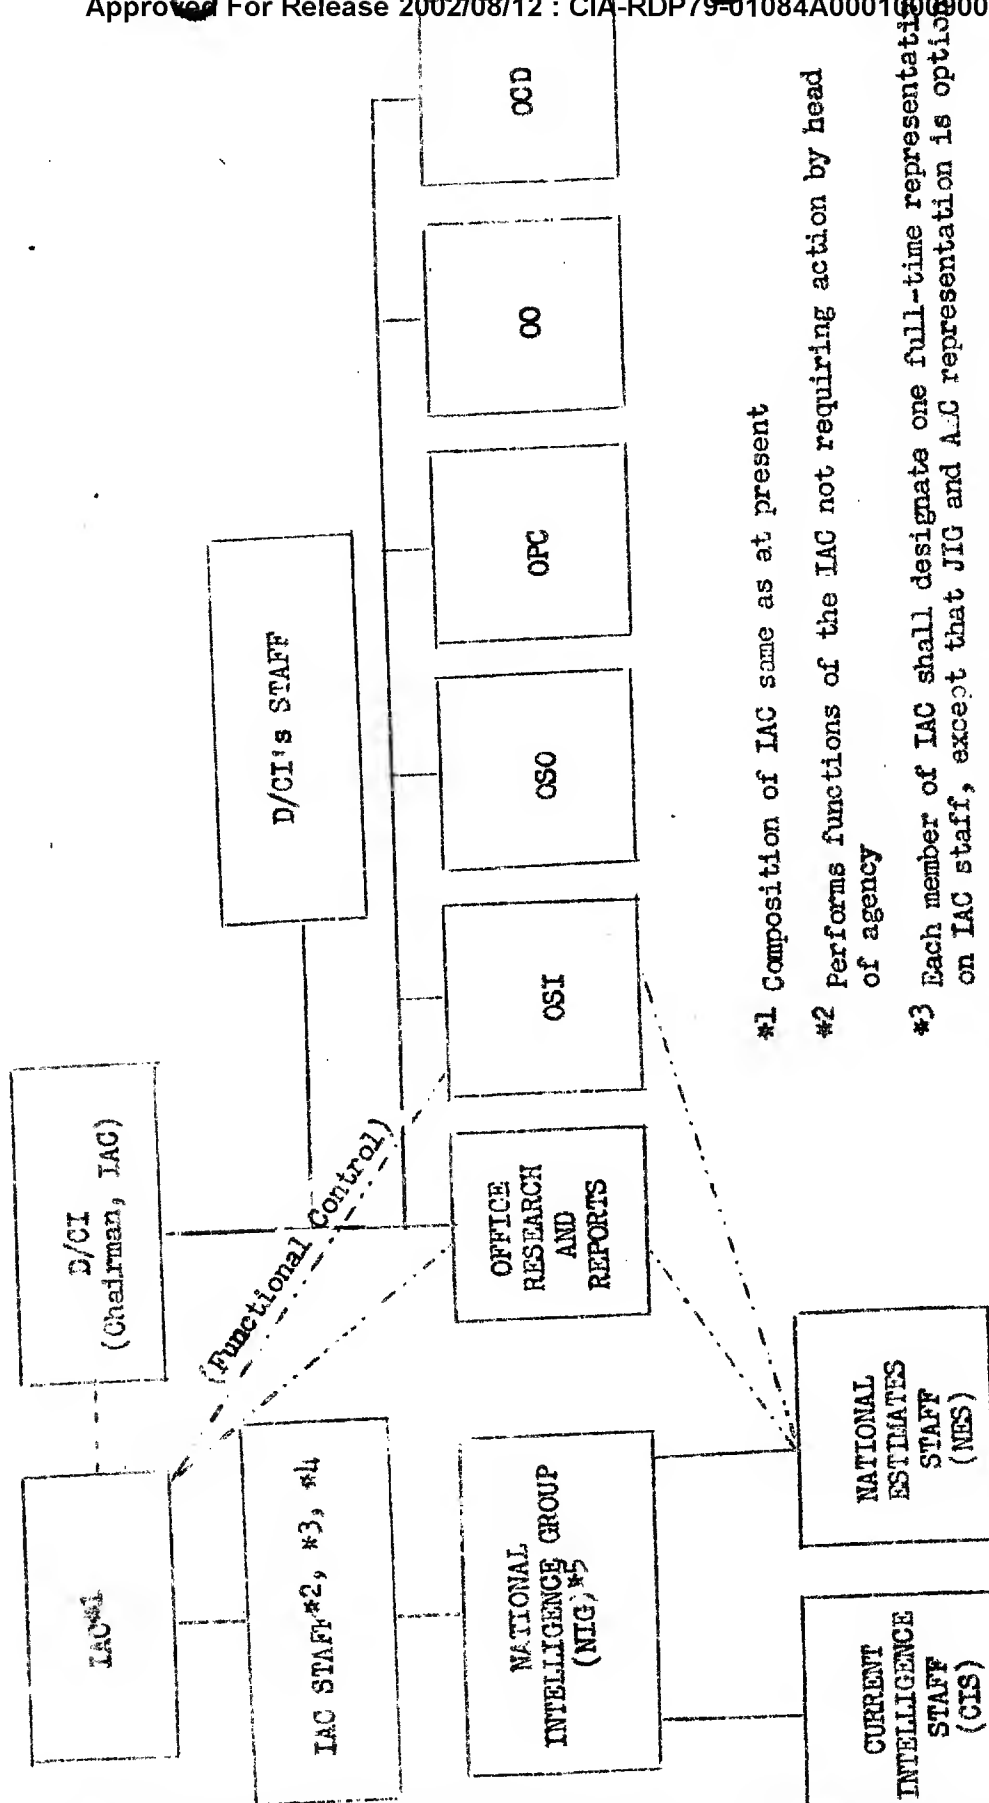 Approved For Release 2002/08/12 : CIA-RDP79-01084A000100090
IAC*1
D/CI
(Chairman, IAC)
D/CI's STAFF
IAC STAFF*2, *3, *4
(Functional Control)
NATIONAL
INTELLIGENCE GROUP
(NIG)*5
OFFICE
RESEARCH
AND
REPORTS
OSI
OSO
OPC
OO
OCD
CURRENT
INTELLIGENCE
STAFF
(CIS)
NATIONAL
ESTIMATES
STAFF
(NES)
*1 Composition of IAC same as at present
*2 Performs functions of the IAC not requiring action by head
of agency
*3 Each member of IAC shall designate one full-time representati
on IAC staff, except that JIG and AEC representation is optio